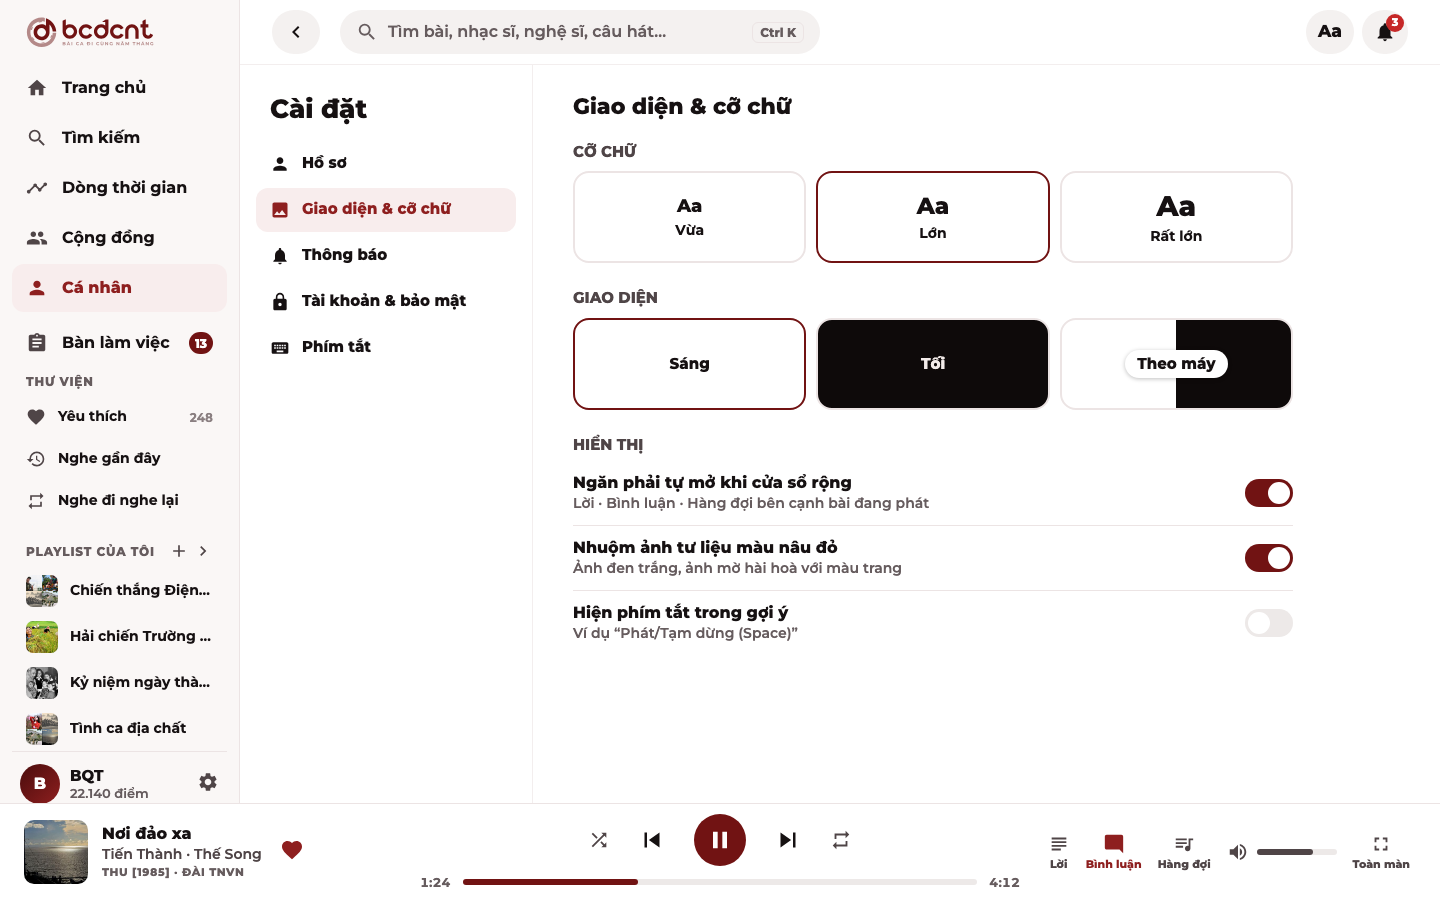 bcdcnt
BÀI CA ĐI CÙNG NĂM THÁNG
Trang chủ
Tìm kiếm
Dòng thời gian
Cộng đồng
Cá nhân
Bàn làm việc 13
THƯ VIỆN
Yêu thích 248
Nghe gần đây
Nghe đi nghe lại
PLAYLIST CỦA TÔI
Chiến thắng Điện...
Hải chiến Trường ...
Kỷ niệm ngày thà...
Tình ca địa chất
B
BQT
22.140 điểm
Tìm bài, nhạc sĩ, nghệ sĩ, câu hát...
Ctrl K
Aa
3
Cài đặt
Hồ sơ
Giao diện & cỡ chữ
Thông báo
Tài khoản & bảo mật
Phím tắt
Giao diện & cỡ chữ
CỠ CHỮ
Aa
Vừa
Aa
Lớn
Aa
Rất lớn
GIAO DIỆN
Sáng
Tối
Theo máy
HIỂN THỊ
Ngăn phải tự mở khi cửa sổ rộng
Lời · Bình luận · Hàng đợi bên cạnh bài đang phát
Nhuộm ảnh tư liệu màu nâu đỏ
Ảnh đen trắng, ảnh mờ hài hoà với màu trang
Hiện phím tắt trong gợi ý
Ví dụ “Phát/Tạm dừng (Space)”
Nơi đảo xa
Tiến Thành · Thế Song
THU [1985] · ĐÀI TNVN
1:24
4:12
Lời
Bình luận
Hàng đợi
Toàn màn